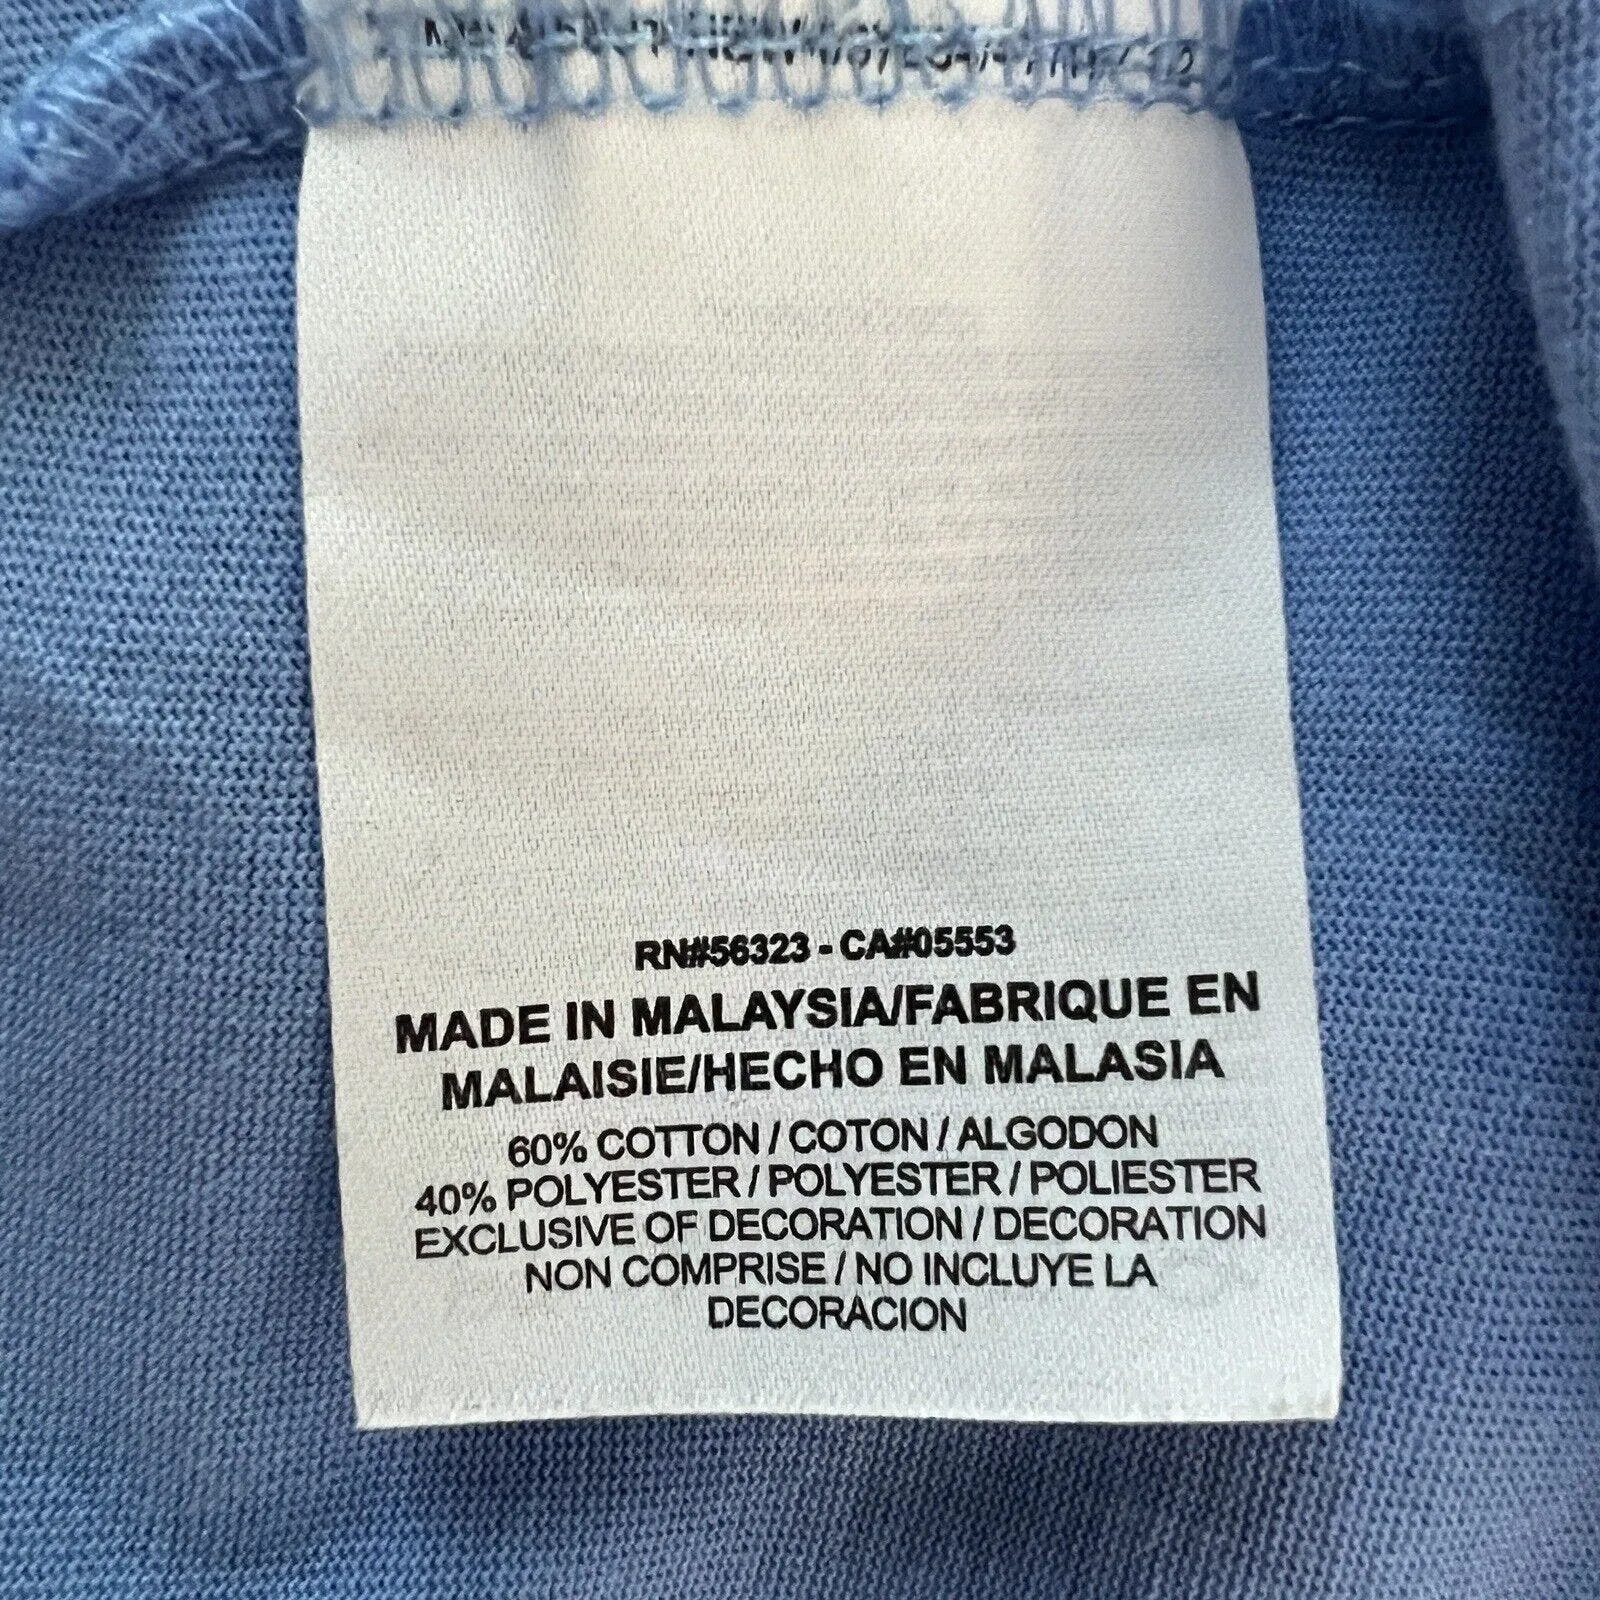 RN#56323 - CA#05553
MADE IN MALAYSIA/FABRIQUE EN
MALAISIE/HECHO EN MALASIA
60% COTTON / COTON / ALGODON
40% POLYESTER / POLYESTER / POLIESTER
EXCLUSIVE OF DECORATION / DECORATION
NON COMPRISE / NO INCLUYE LA
DECORACION